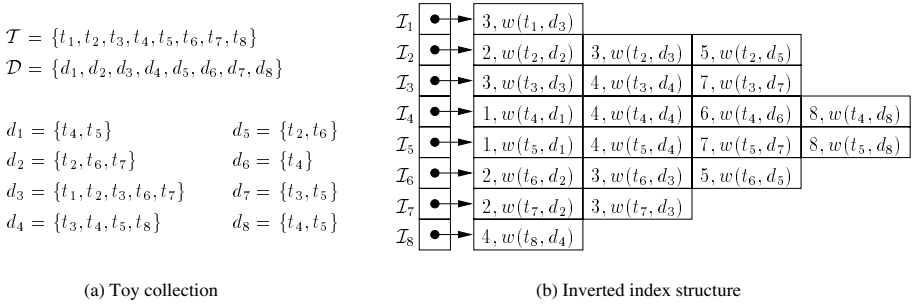 𝒯 = {t₁, t₂, t₃, t₄, t₅, t₆, t₇, t₈}
𝒟 = {d₁, d₂, d₃, d₄, d₅, d₆, d₇, d₈}
d₁ = {t₄, t₅} d₅ = {t₂, t₆}
d₂ = {t₂, t₆, t₇} d₆ = {t₄}
d₃ = {t₁, t₂, t₃, t₆, t₇} d₇ = {t₃, t₅}
d₄ = {t₃, t₄, t₅, t₈} d₈ = {t₄, t₅}
(a) Toy collection
ℐ₁ 3, w(t₁, d₃)
ℐ₂ 2, w(t₂, d₂) 3, w(t₂, d₃) 5, w(t₂, d₅)
ℐ₃ 3, w(t₃, d₃) 4, w(t₃, d₄) 7, w(t₃, d₇)
ℐ₄ 1, w(t₄, d₁) 4, w(t₄, d₄) 6, w(t₄, d₆) 8, w(t₄, d₈)
ℐ₅ 1, w(t₅, d₁) 4, w(t₅, d₄) 7, w(t₅, d₇) 8, w(t₅, d₈)
ℐ₆ 2, w(t₆, d₂) 3, w(t₆, d₃) 5, w(t₆, d₅)
ℐ₇ 2, w(t₇, d₂) 3, w(t₇, d₃)
ℐ₈ 4, w(t₈, d₄)
(b) Inverted index structure